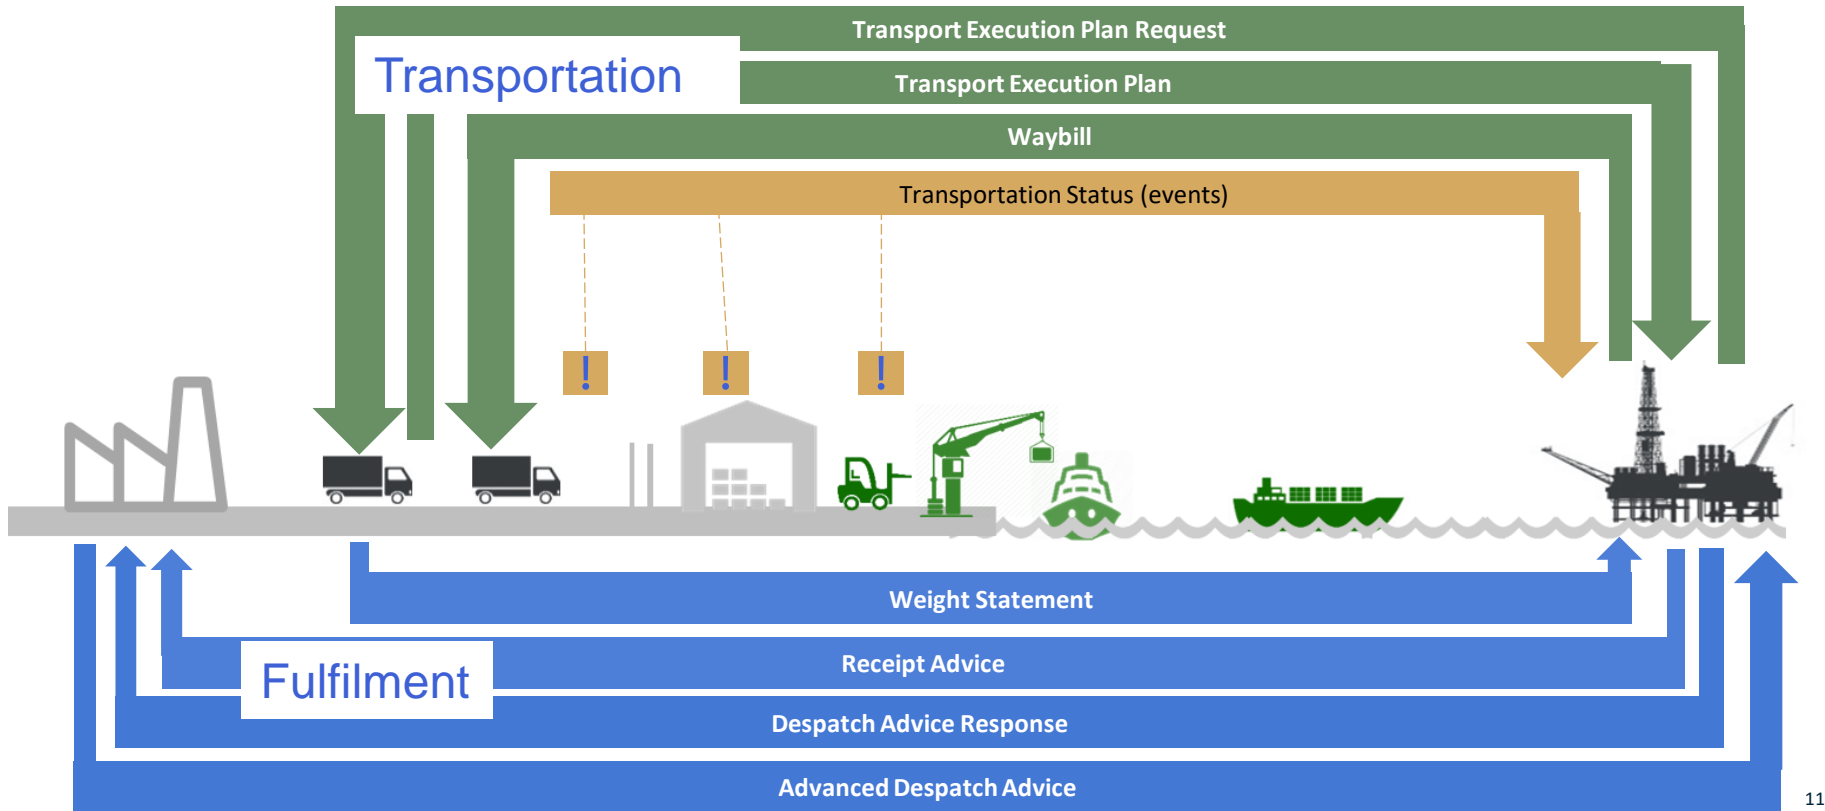 Transport Execution Plan Request
Transportation
Transport Execution Plan
Waybill
Transportation Status (events)
!
!
!
Weight Statement
Receipt Advice
Fulfilment
Despatch Advice Response
Advanced Despatch Advice
11